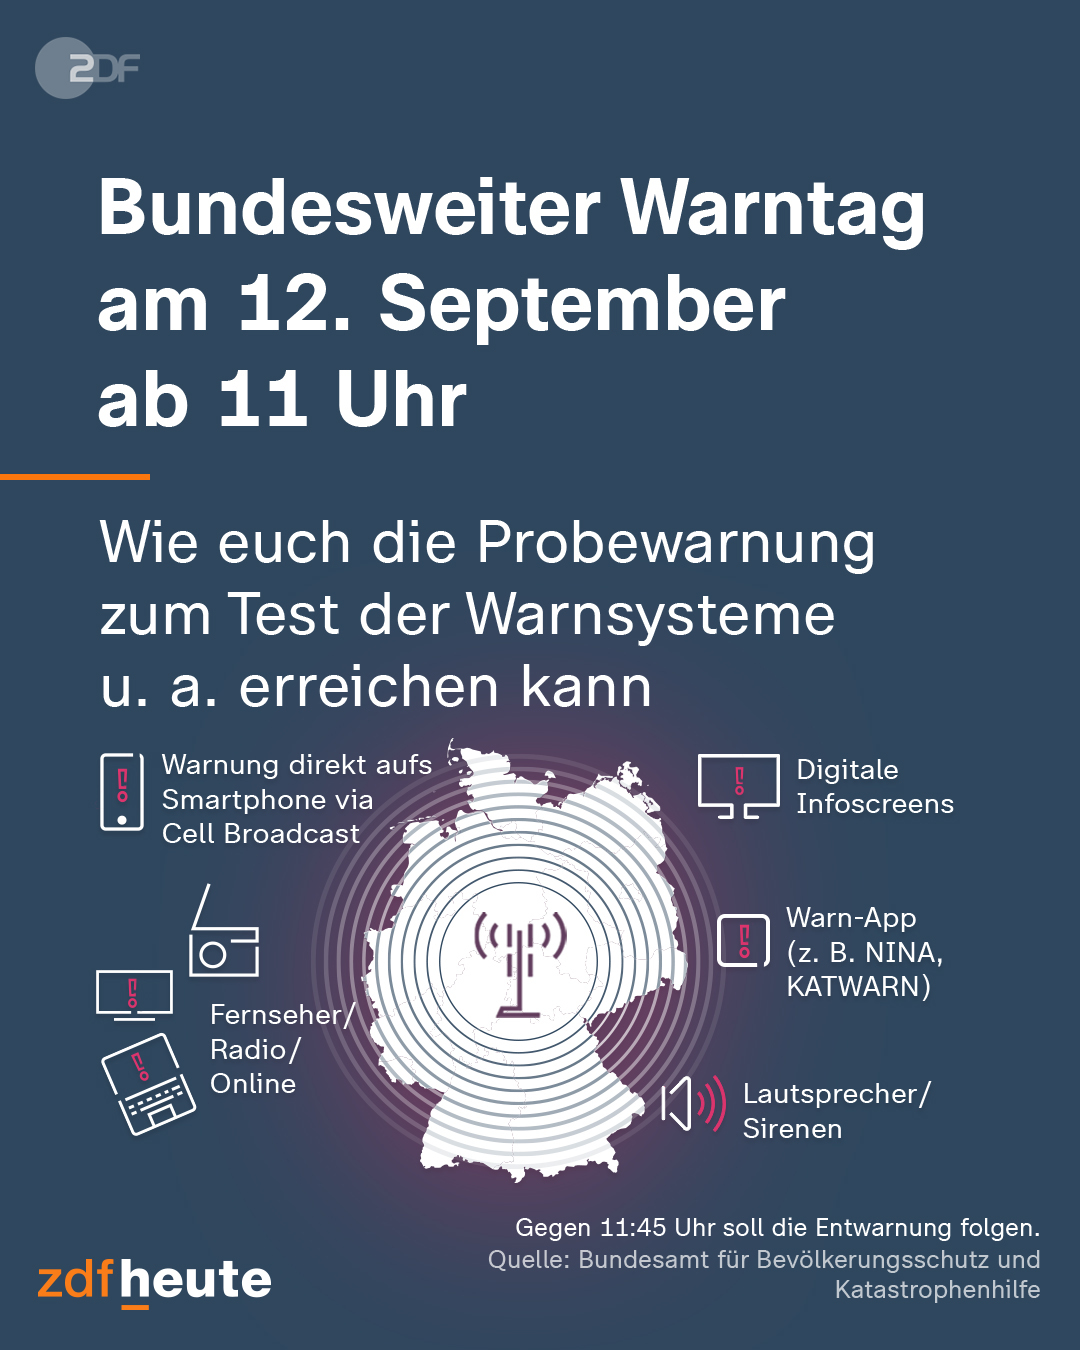 ZDF
Bundesweiter Warntag
am 12. September
ab 11 Uhr
Wie euch die Probewarnung
zum Test der Warnsysteme
u. a. erreichen kann
Warnung direkt aufs
Smartphone via
Cell Broadcast
Digitale
Infoscreens
Warn-App
(z. B. NINA,
KATWARN)
Fernseher/
Radio/
Online
Lautsprecher/
Sirenen
Gegen 11:45 Uhr soll die Entwarnung folgen.
Quelle: Bundesamt für Bevölkerungsschutz und
Katastrophenhilfe
zdfheute